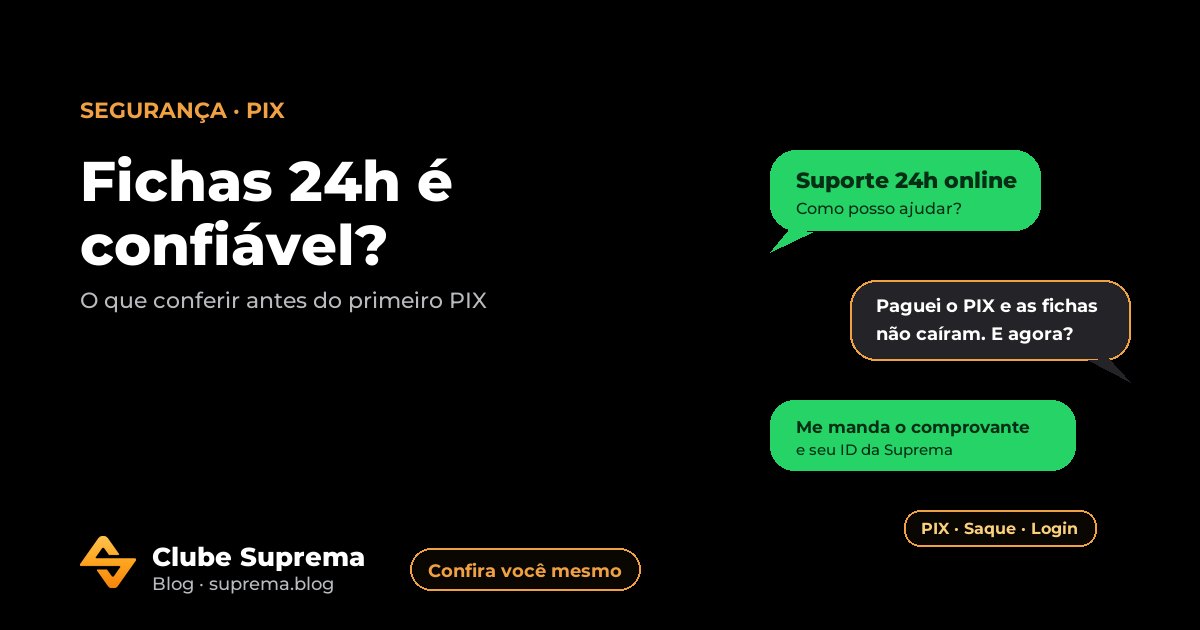 SEGURANÇA · PIX
Fichas 24h é
confiável?
O que conferir antes do primeiro PIX
Suporte 24h online
Como posso ajudar?
Paguei o PIX e as fichas
não caíram. E agora?
Me manda o comprovante
e seu ID da Suprema
PIX · Saque · Login
Clube Suprema
Blog · suprema.blog
Confira você mesmo